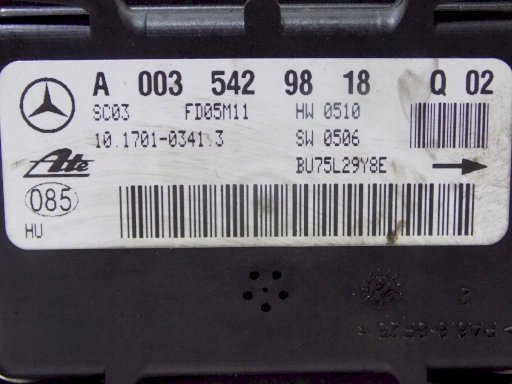 A 003 542 98 18 Q 02
SC03 FD05M11 HW 0510
10.1701-0341.3 SW 0506
Ate BU75L29Y8E
085
HU
2